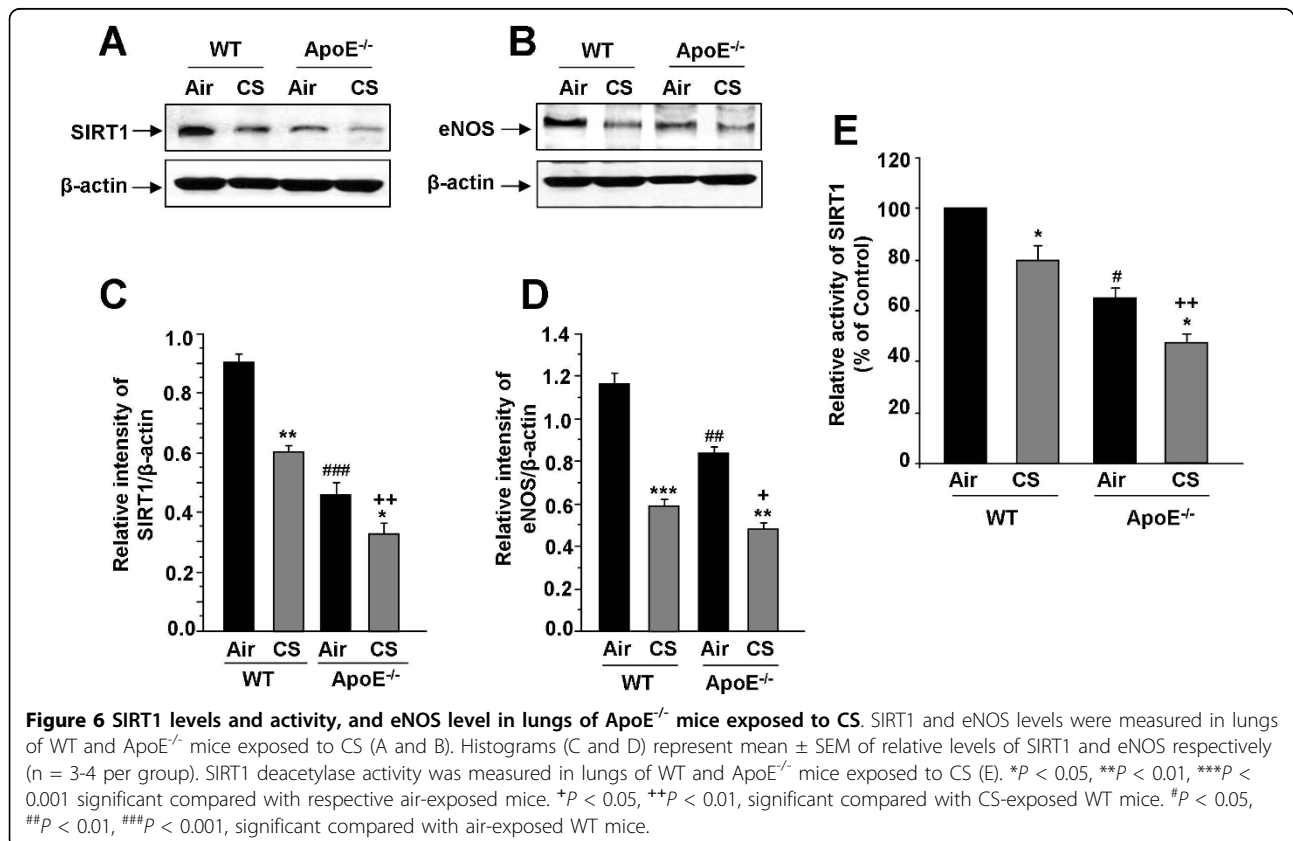 A
WT ApoE-/-
Air CS Air CS
SIRT1
β-actin
B
WT ApoE-/-
Air CS Air CS
eNOS
β-actin
C
Relative intensity of
SIRT1/β-actin
1.0
0.8
0.6
0.4
0.2
0.0
**
###
++
*
Air CS Air CS
WT ApoE-/-
D
Relative intensity of
eNOS/β-actin
1.4
1.2
1.0
0.8
0.6
0.4
0.2
0.0
***
##
+
**
Air CS Air CS
WT ApoE-/-
E
Relative activity of SIRT1
(% of Control)
120
100
80
60
40
20
0
*
#
++
*
Air CS Air CS
WT ApoE-/-
Figure 6 SIRT1 levels and activity, and eNOS level in lungs of ApoE-/- mice exposed to CS. SIRT1 and eNOS levels were measured in lungs
of WT and ApoE-/- mice exposed to CS (A and B). Histograms (C and D) represent mean ± SEM of relative levels of SIRT1 and eNOS respectively
(n = 3-4 per group). SIRT1 deacetylase activity was measured in lungs of WT and ApoE-/- mice exposed to CS (E). *P < 0.05, **P < 0.01, ***P <
0.001 significant compared with respective air-exposed mice. +P < 0.05, ++P < 0.01, significant compared with CS-exposed WT mice. #P < 0.05,
##P < 0.01, ###P < 0.001, significant compared with air-exposed WT mice.